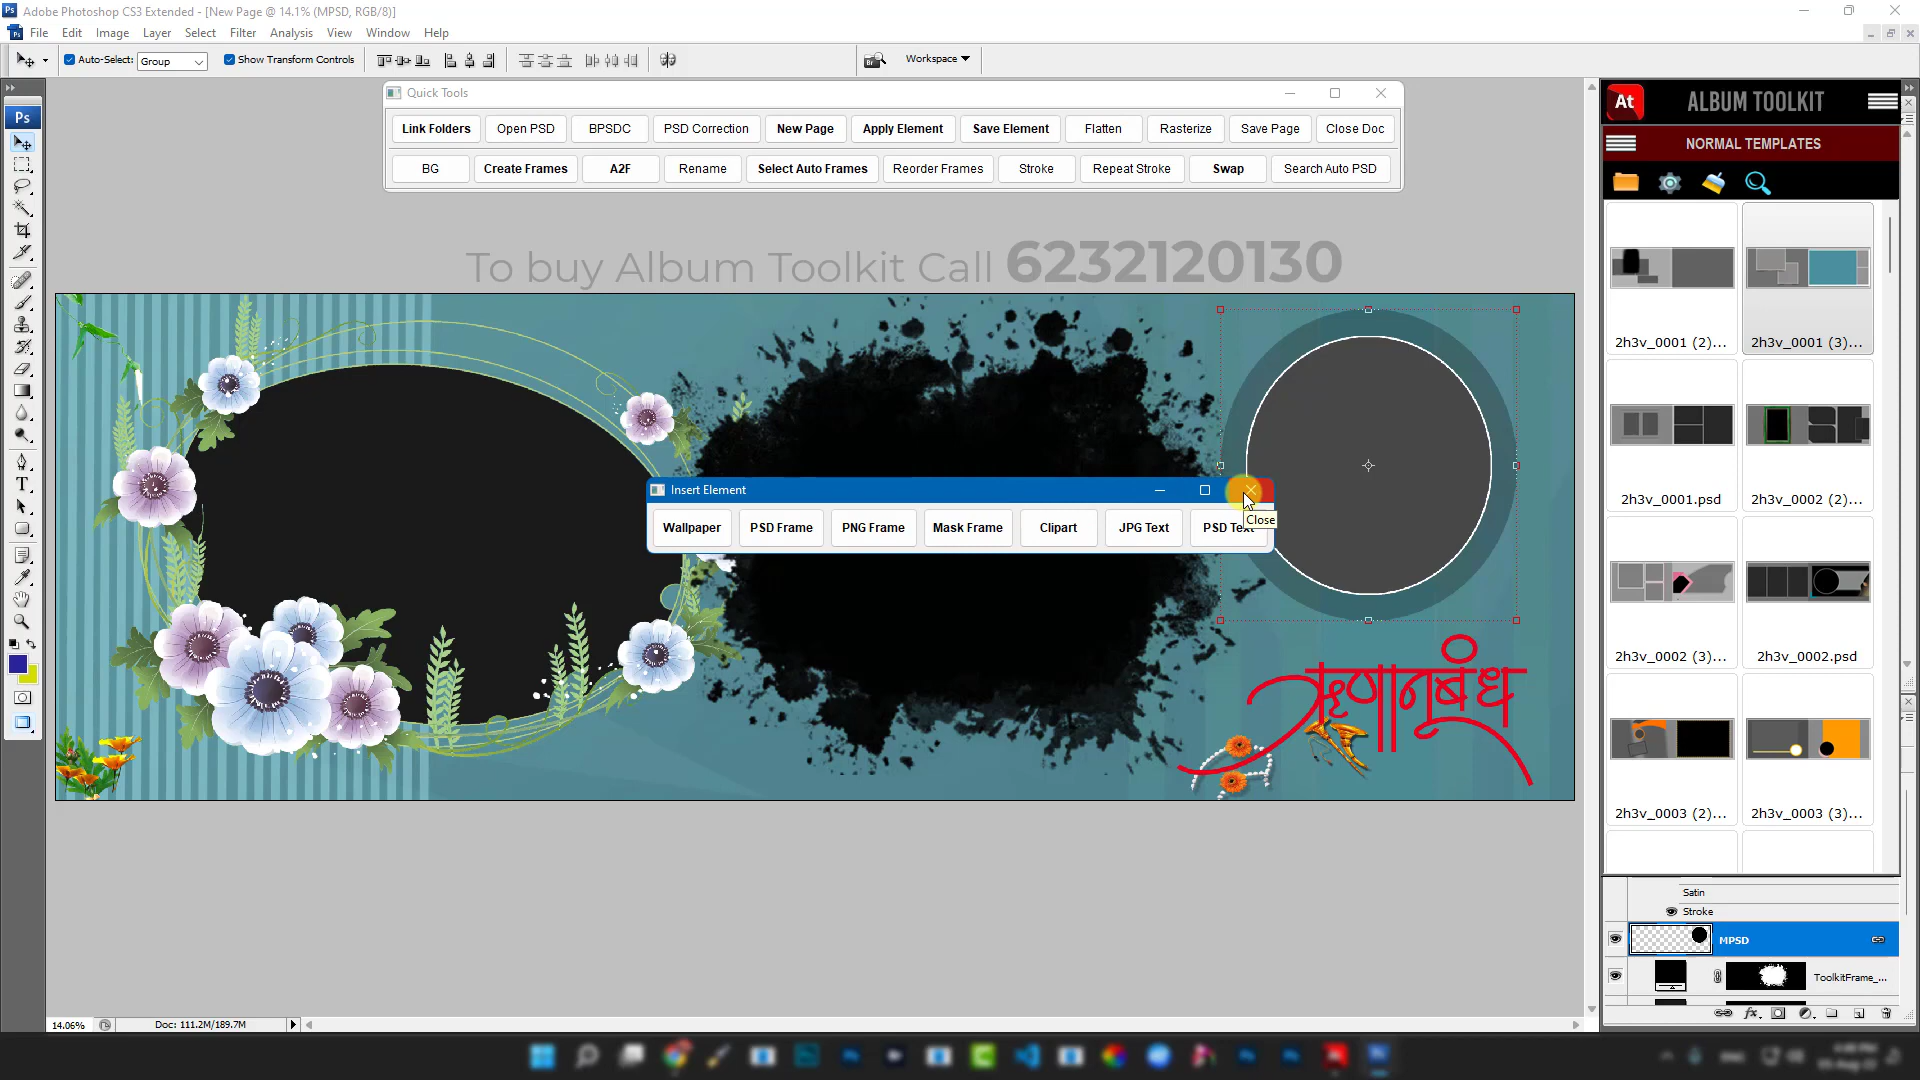 Adobe Photoshop CS3 Extended - [New Page @ 14.1% (MPSD, RGB/8)]
File Edit Image Layer Select Filter Analysis View Window Help
Auto-Select: Group Show Transform Controls Workspace
Quick Tools
Link Folders Open PSD BPSDC PSD Correction New Page Apply Element Save Element Flatten Rasterize Save Page Close Doc
BG Create Frames A2F Rename Select Auto Frames Reorder Frames Stroke Repeat Stroke Swap Search Auto PSD
To buy Album Toolkit Call 6232120130
Insert Element
Close
Wallpaper PSD Frame PNG Frame Mask Frame Clipart JPG Text PSD Text
ऋणानुबंध
At ALBUM TOOLKIT
NORMAL TEMPLATES
2h3v_0001 (2)... 2h3v_0001 (3)...
2h3v_0001.psd 2h3v_0002 (2)...
2h3v_0002 (3)... 2h3v_0002.psd
2h3v_0003 (2)... 2h3v_0003 (3)...
Satin
Stroke
MPSD
ToolkitFrame_...
14.06% Doc: 111.2M/189.7M